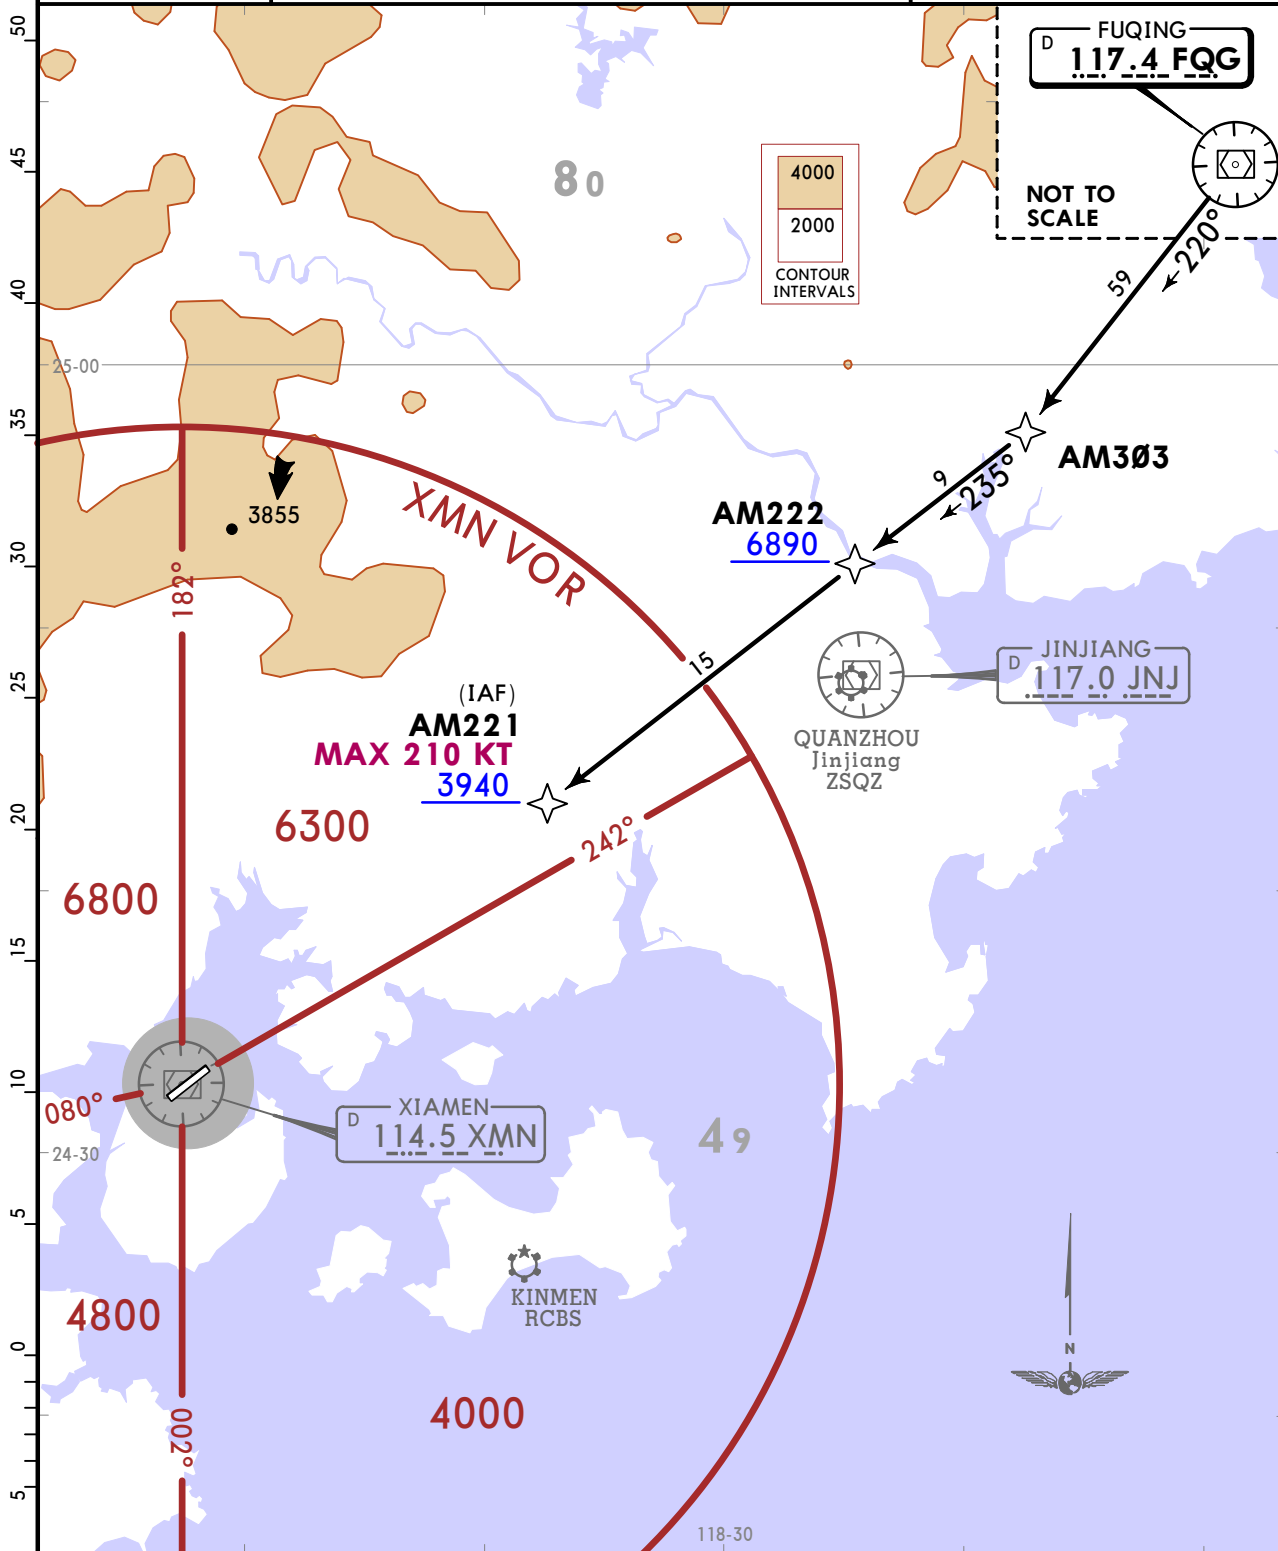 50
45
40
35
30
25
20
15
10
5
0
5
FUQING
D
117.4 FQG
NOT TO
SCALE
220°
59
80
4000
2000
CONTOUR
INTERVALS
25-00
AM3Ø3
9
235°
AM222
6890
XMN VOR
3855
182°
15
JINJIANG
D
117.0 JNJ
QUANZHOU
Jinjiang
ZSQZ
(IAF)
AM221
MAX 210 KT
3940
6300
242°
6800
080°
XIAMEN
D
114.5 XMN
49
24-30
KINMEN
RCBS
4800
4000
002°
N
118-30